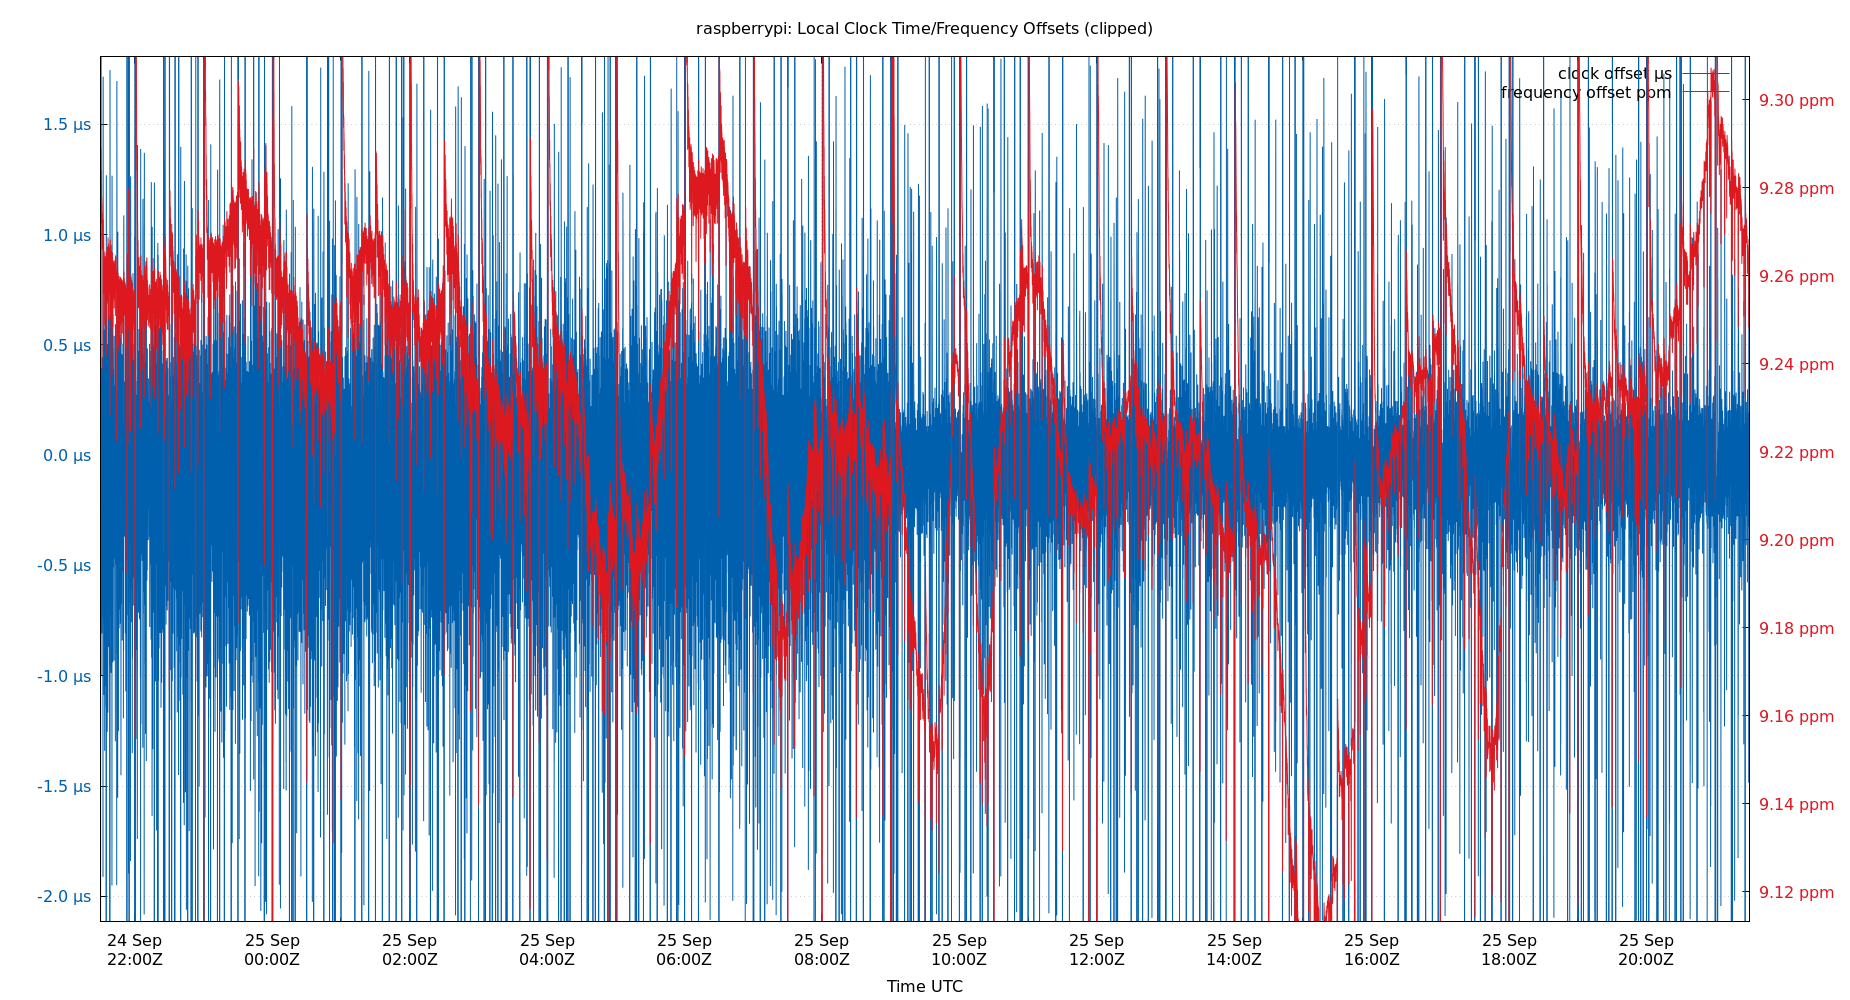 raspberrypi: Local Clock Time/Frequency Offsets (clipped)
clock offset µs
frequency offset ppm
1.5 µs
1.0 µs
0.5 µs
0.0 µs
-0.5 µs
-1.0 µs
-1.5 µs
-2.0 µs
9.30 ppm
9.28 ppm
9.26 ppm
9.24 ppm
9.22 ppm
9.20 ppm
9.18 ppm
9.16 ppm
9.14 ppm
9.12 ppm
24 Sep
22:00Z
25 Sep
00:00Z
25 Sep
02:00Z
25 Sep
04:00Z
25 Sep
06:00Z
25 Sep
08:00Z
25 Sep
10:00Z
25 Sep
12:00Z
25 Sep
14:00Z
25 Sep
16:00Z
25 Sep
18:00Z
25 Sep
20:00Z
Time UTC